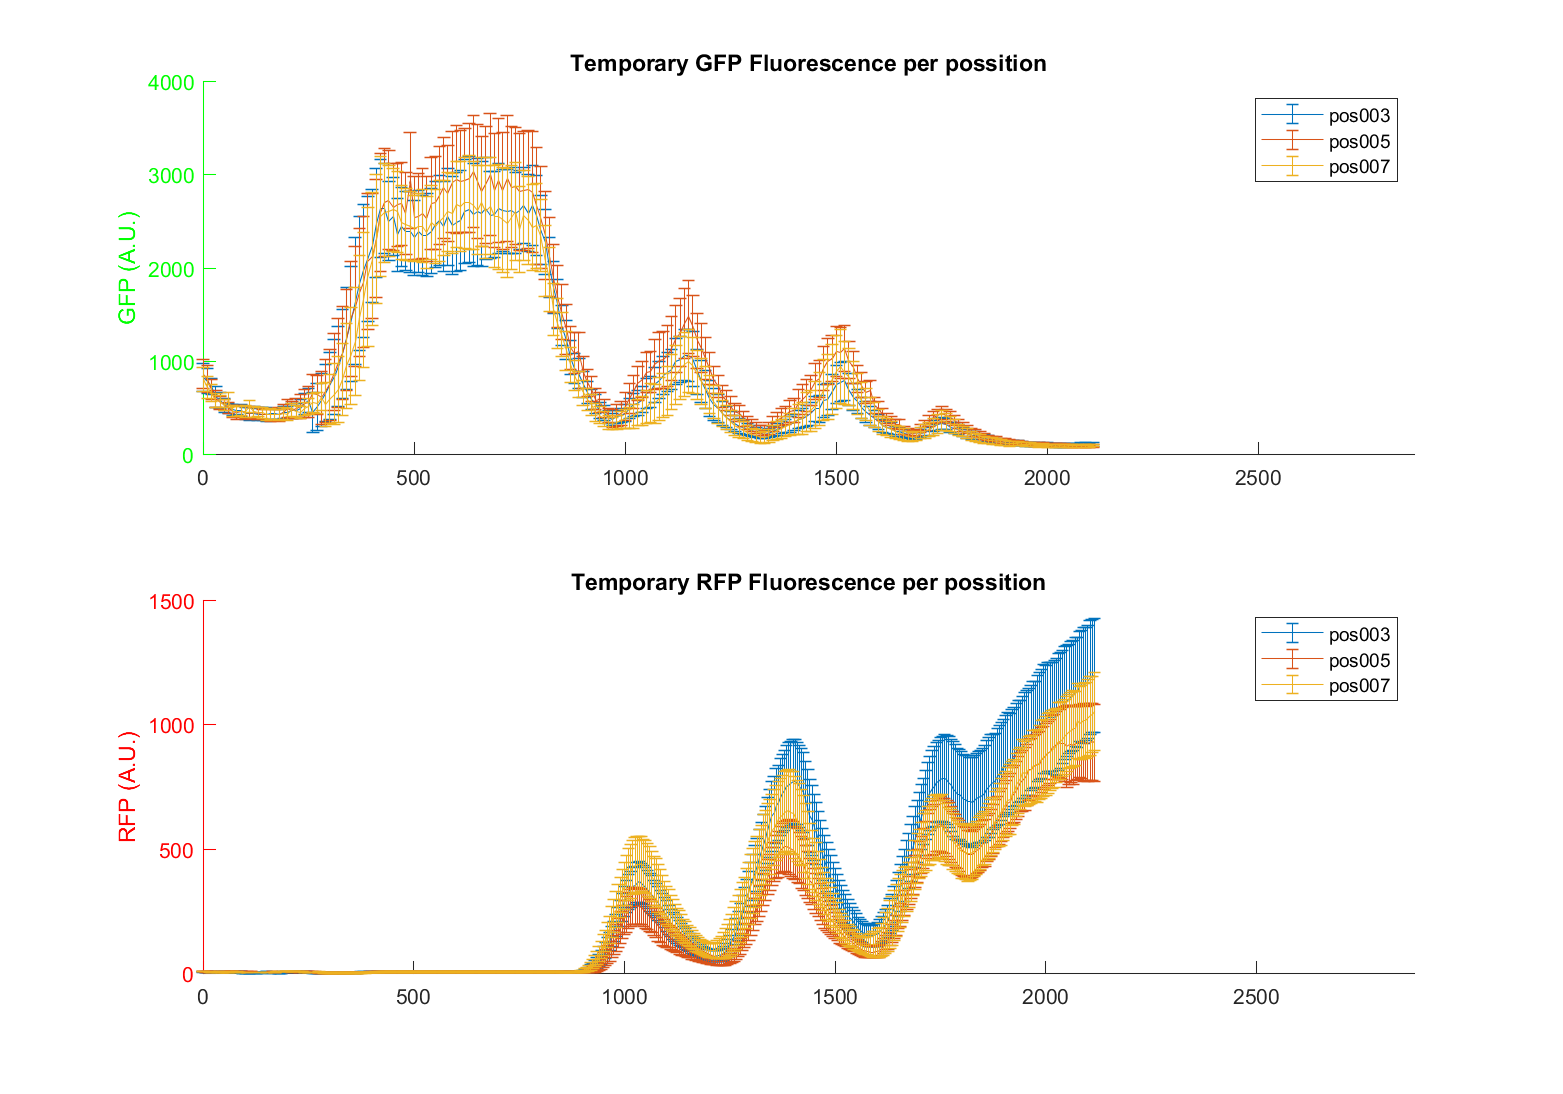 Temporary GFP Fluorescence per possition
4000
3000
2000
1000
0
GFP (A.U.)
0 500 1000 1500 2000 2500
pos003
pos005
pos007
Temporary RFP Fluorescence per possition
1500
1000
500
0
RFP (A.U.)
0 500 1000 1500 2000 2500
pos003
pos005
pos007